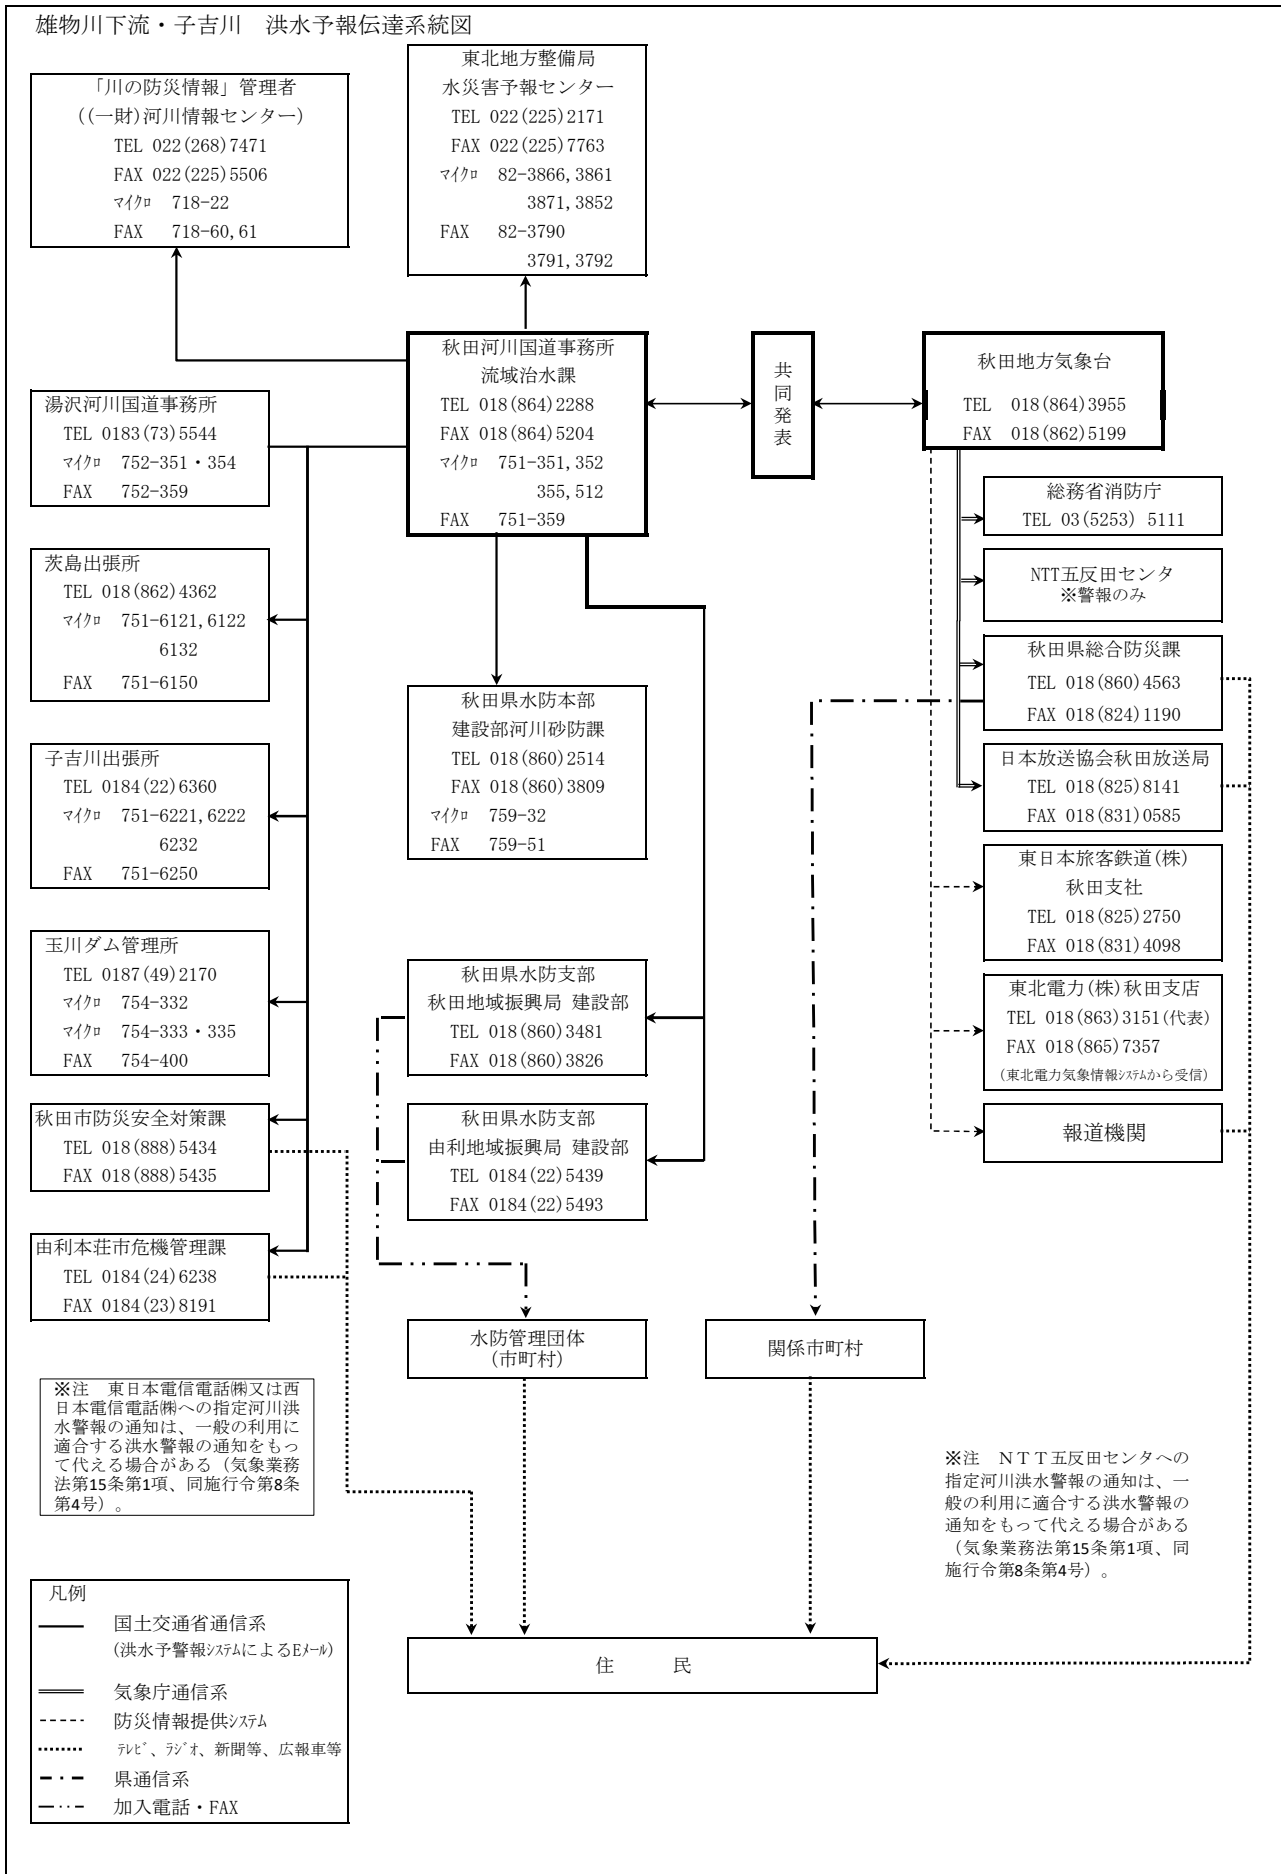 雄物川下流・子吉川　洪水予報伝達系統図
「川の防災情報」管理者
((一財)河川情報センター)
TEL 022(268)7471
FAX 022(225)5506
ﾏｲｸﾛ 718-22
FAX 718-60,61
東北地方整備局
水災害予報センター
TEL 022(225)2171
FAX 022(225)7763
ﾏｲｸﾛ 82-3866,3861
3871,3852
FAX 82-3790
3791,3792
秋田河川国道事務所
流域治水課
TEL 018(864)2288
FAX 018(864)5204
ﾏｲｸﾛ 751-351,352
355,512
FAX 751-359
共
同
発
表
秋田地方気象台
TEL 018(864)3955
FAX 018(862)5199
湯沢河川国道事務所
TEL 0183(73)5544
ﾏｲｸﾛ 752-351・354
FAX 752-359
茨島出張所
TEL 018(862)4362
ﾏｲｸﾛ 751-6121,6122
6132
FAX 751-6150
子吉川出張所
TEL 0184(22)6360
ﾏｲｸﾛ 751-6221,6222
6232
FAX 751-6250
玉川ダム管理所
TEL 0187(49)2170
ﾏｲｸﾛ 754-332
ﾏｲｸﾛ 754-333・335
FAX 754-400
秋田市防災安全対策課
TEL 018(888)5434
FAX 018(888)5435
由利本荘市危機管理課
TEL 0184(24)6238
FAX 0184(23)8191
秋田県水防本部
建設部河川砂防課
TEL 018(860)2514
FAX 018(860)3809
ﾏｲｸﾛ 759-32
FAX 759-51
秋田県水防支部
秋田地域振興局 建設部
TEL 018(860)3481
FAX 018(860)3826
秋田県水防支部
由利地域振興局 建設部
TEL 0184(22)5439
FAX 0184(22)5493
総務省消防庁
TEL 03(5253) 5111
NTT五反田センタ
※警報のみ
秋田県総合防災課
TEL 018(860)4563
FAX 018(824)1190
日本放送協会秋田放送局
TEL 018(825)8141
FAX 018(831)0585
東日本旅客鉄道(株)
秋田支社
TEL 018(825)2750
FAX 018(831)4098
東北電力(株)秋田支店
TEL 018(863)3151(代表)
FAX 018(865)7357
(東北電力気象情報ｼｽﾃﾑから受信)
報道機関
水防管理団体
(市町村)
関係市町村
※注　東日本電信電話㈱又は西
日本電信電話㈱への指定河川洪
水警報の通知は、一般の利用に
適合する洪水警報の通知をもっ
て代える場合がある（気象業務
法第15条第1項、同施行令第8条
第4号）。
※注　ＮＴＴ五反田センタへの
指定河川洪水警報の通知は、一
般の利用に適合する洪水警報の
通知をもって代える場合がある
（気象業務法第15条第1項、同
施行令第8条第4号）。
住　　民
凡例
国土交通省通信系
(洪水予警報ｼｽﾃﾑによるEﾒｰﾙ)
気象庁通信系
防災情報提供ｼｽﾃﾑ
ﾃﾚﾋﾞ、ﾗｼﾞｵ、新聞等、広報車等
県通信系
加入電話・FAX